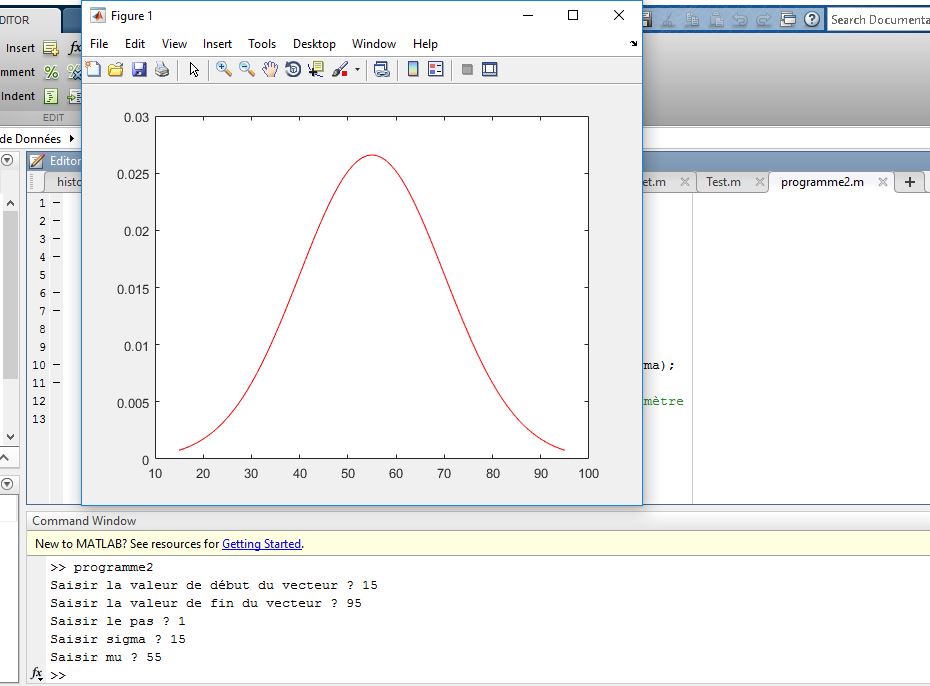 DITOR
Figure 1
Search Documenta
File Edit View Insert Tools Desktop Window Help
Insert fx
mment %
Indent
EDIT
de Données
Editor
histo
et.m Test.m programme2.m +
1
2
3
4
5
6
7
8
9
10
11
12
13
ma);
mètre
0.03
0.025
0.02
0.015
0.01
0.005
0
10 20 30 40 50 60 70 80 90 100
Command Window
New to MATLAB? See resources for Getting Started.
>> programme2
Saisir la valeur de début du vecteur ? 15
Saisir la valeur de fin du vecteur ? 95
Saisir le pas ? 1
Saisir sigma ? 15
Saisir mu ? 55
fx >>